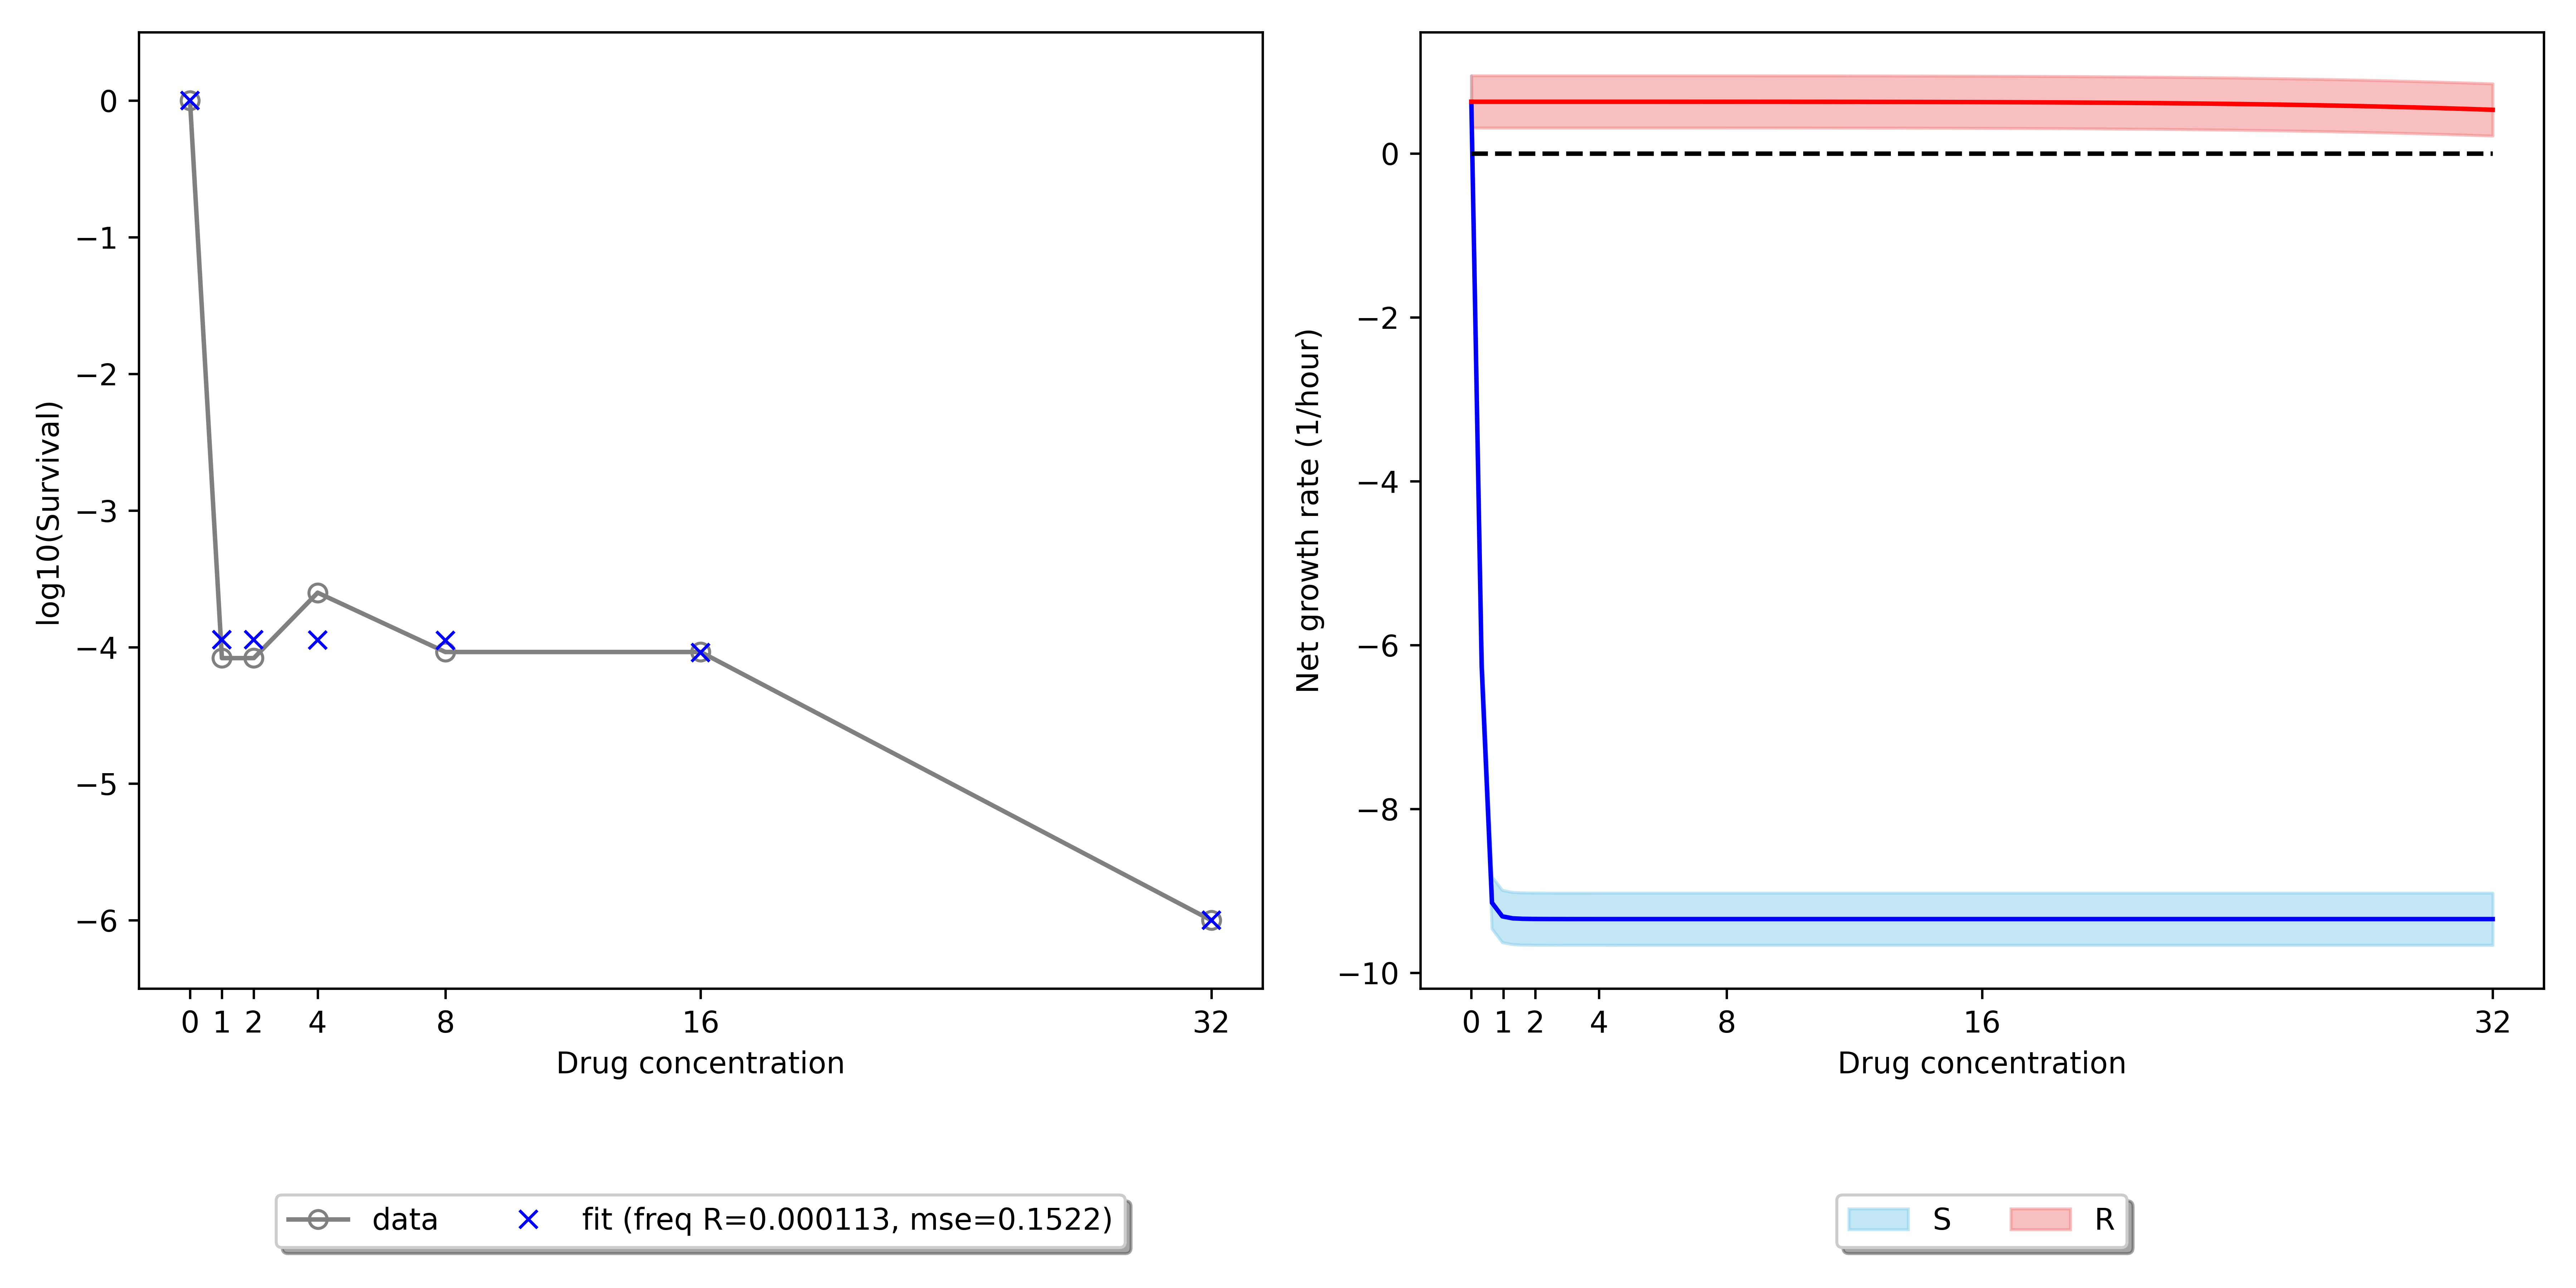 log10(Survival)
0
−1
−2
−3
−4
−5
−6
0 1 2 4 8 16 32
Drug concentration
data fit (freq R=0.000113, mse=0.1522)
Net growth rate (1/hour)
0
−2
−4
−6
−8
−10
0 1 2 4 8 16 32
Drug concentration
S R